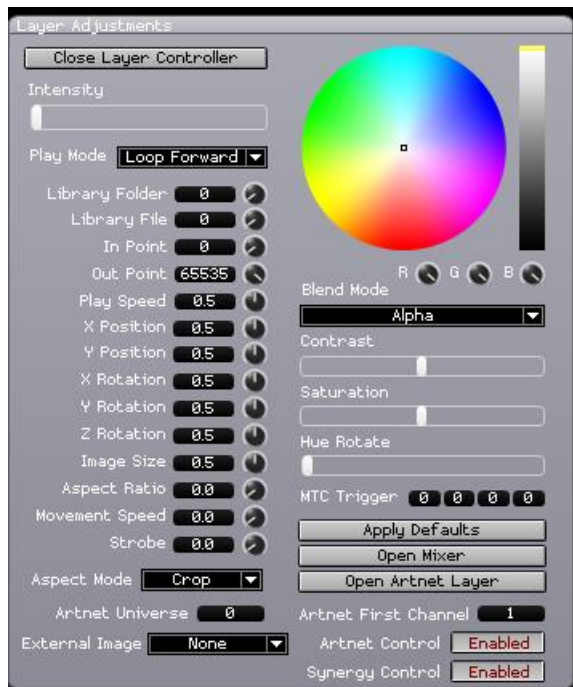 Layer Adjustments
Close Layer Controller
Intensity
Play Mode Loop Forward
Library Folder 0
Library File 0
In Point 0
Out Point 65535
Play Speed 0.5
X Position 0.5
Y Position 0.5
X Rotation 0.5
Y Rotation 0.5
Z Rotation 0.5
Image Size 0.5
Aspect Ratio 0.0
Movement Speed 0.0
Strobe 0.0
Aspect Mode Crop
Artnet Universe 0
External Image None
R G B
Blend Mode
Alpha
Contrast
Saturation
Hue Rotate
MTC Trigger 0 0 0 0
Apply Defaults
Open Mixer
Open Artnet Layer
Artnet First Channel 1
Artnet Control Enabled
Synergy Control Enabled